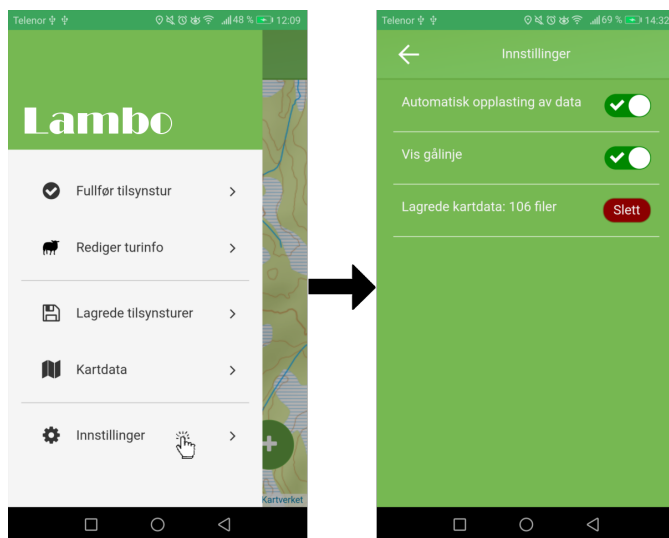 Telenor 48 % 12:09
Lambo
Fullfør tilsynstur
Rediger turinfo
Lagrede tilsynsturer
Kartdata
Innstillinger
Kartverket
Telenor 69 % 14:32
Innstillinger
Automatisk opplasting av data
Vis gålinje
Lagrede kartdata: 106 filer Slett